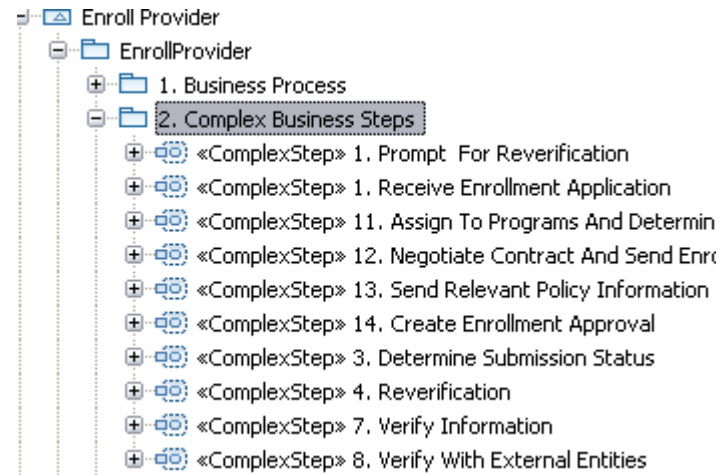 Enroll Provider
EnrollProvider
1. Business Process
2. Complex Business Steps
«ComplexStep» 1. Prompt For Reverification
«ComplexStep» 1. Receive Enrollment Application
«ComplexStep» 11. Assign To Programs And Determin
«ComplexStep» 12. Negotiate Contract And Send Enro
«ComplexStep» 13. Send Relevant Policy Information
«ComplexStep» 14. Create Enrollment Approval
«ComplexStep» 3. Determine Submission Status
«ComplexStep» 4. Reverification
«ComplexStep» 7. Verify Information
«ComplexStep» 8. Verify With External Entities